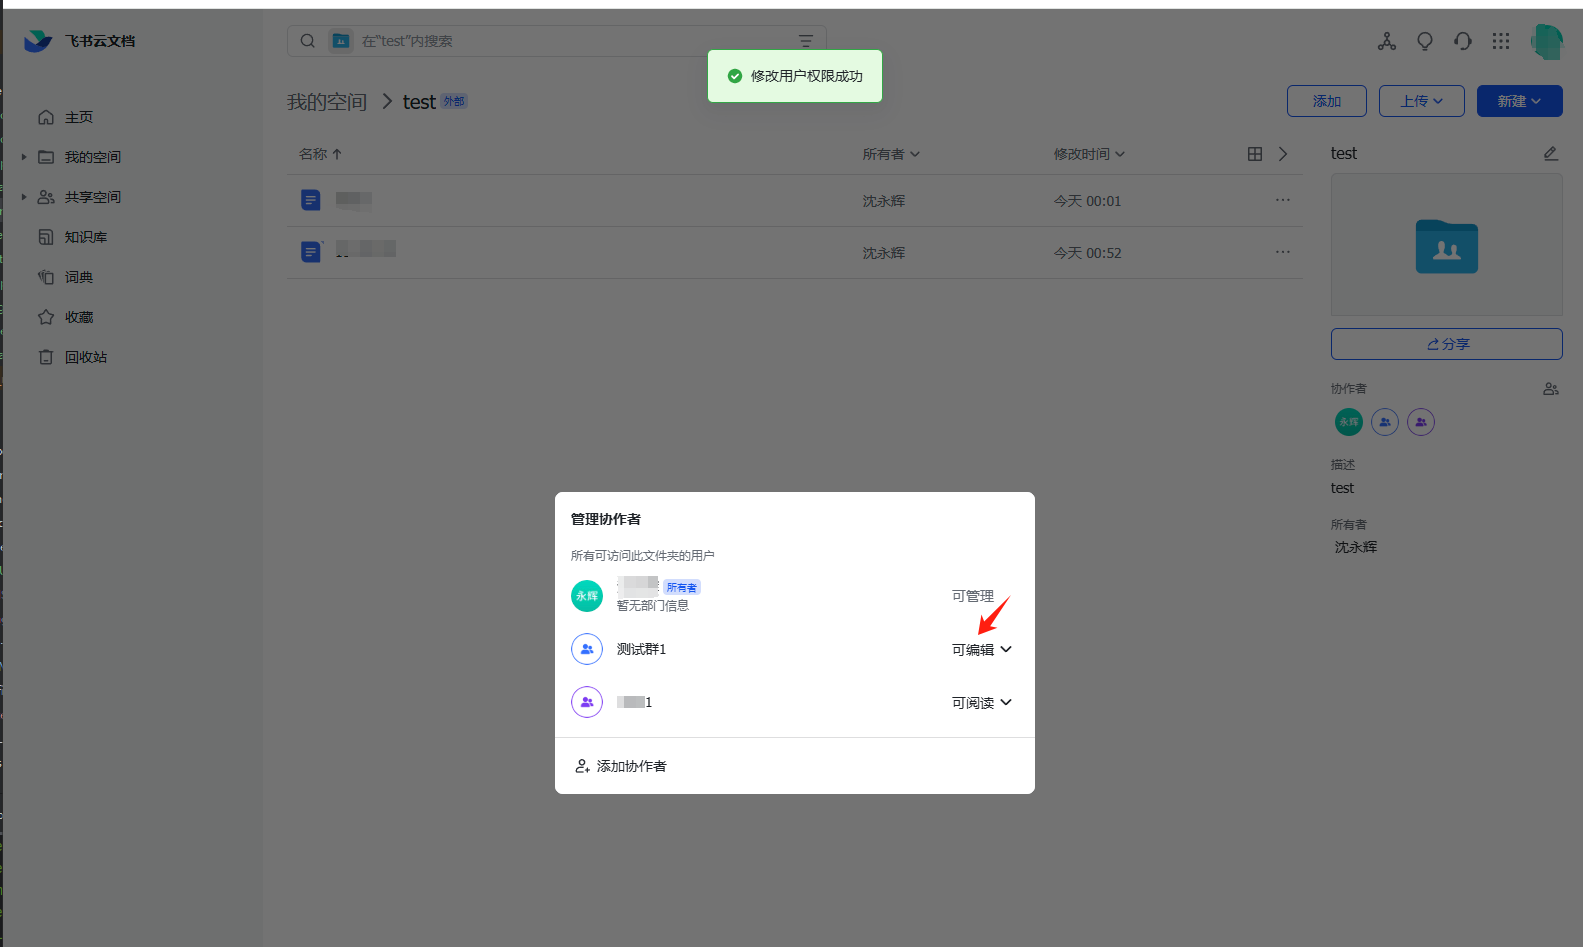 飞书云文档
在"test"内搜索
修改用户权限成功
我的空间 test 外部
添加
上传
新建
主页
我的空间
共享空间
知识库
词典
收藏
回收站
名称
所有者
修改时间
沈永辉
今天 00:01
沈永辉
今天 00:52
test
分享
协作者
永辉
描述
test
所有者
沈永辉
管理协作者
所有可访问此文件夹的用户
永辉
所有者
暂无部门信息
可管理
测试群1
可编辑
1
可阅读
添加协作者